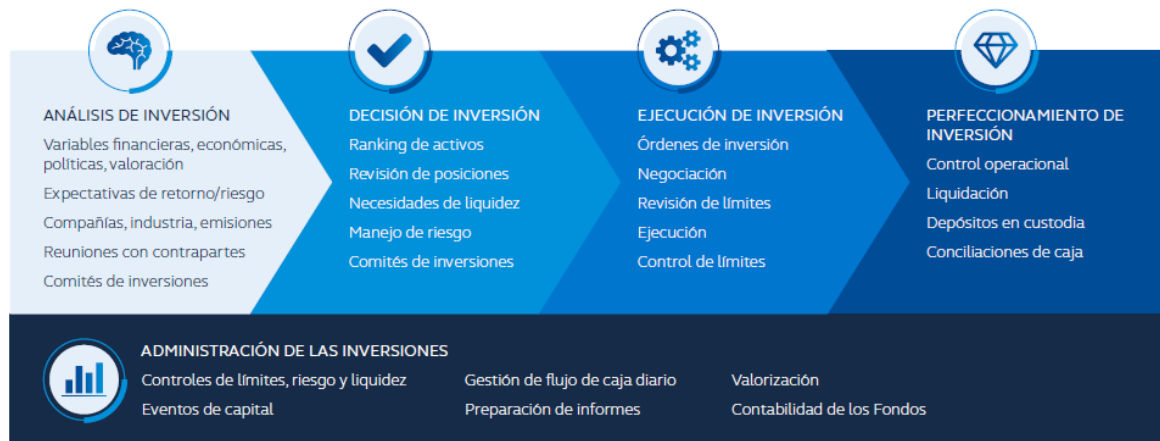 ANÁLISIS DE INVERSIÓN
Variables financieras, económicas,
políticas, valoración
Expectativas de retorno/riesgo
Compañías, industria, emisiones
Reuniones con contrapartes
Comités de inversiones
DECISIÓN DE INVERSIÓN
Ranking de activos
Revisión de posiciones
Necesidades de liquidez
Manejo de riesgo
Comités de inversiones
EJECUCIÓN DE INVERSIÓN
Órdenes de inversión
Negociación
Revisión de límites
Ejecución
Control de límites
PERFECCIONAMIENTO DE
INVERSIÓN
Control operacional
Liquidación
Depósitos en custodia
Conciliaciones de caja
ADMINISTRACIÓN DE LAS INVERSIONES
Controles de límites, riesgo y liquidez
Eventos de capital
Gestión de flujo de caja diario
Preparación de informes
Valorización
Contabilidad de los Fondos